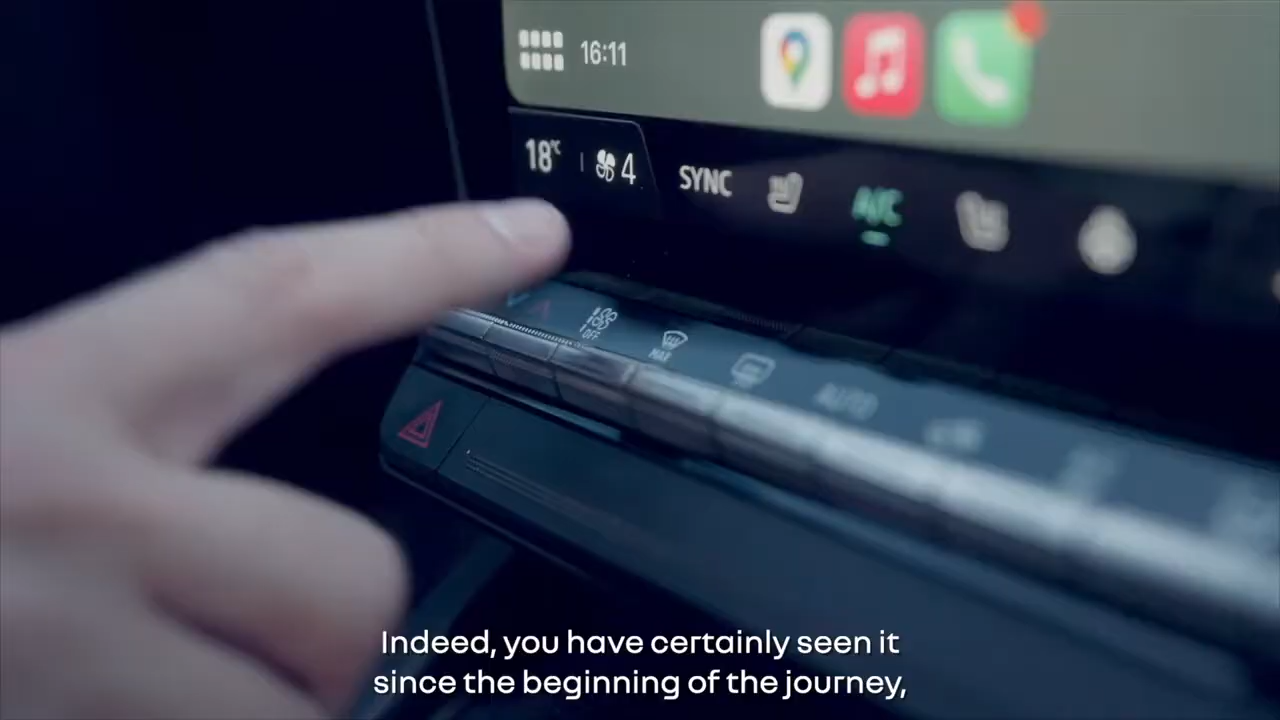 16:11
18°C
4
SYNC
A/C
OFF
MAX
AUTO
Indeed, you have certainly seen it
since the beginning of the journey,